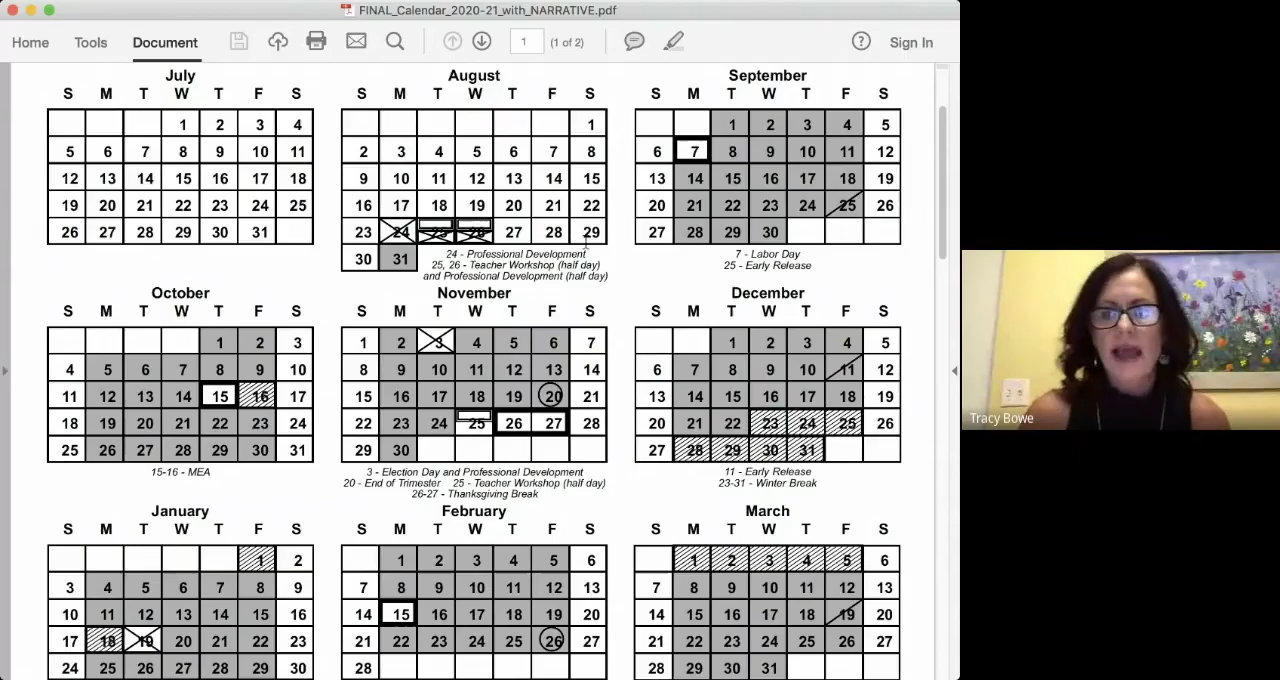 FINAL_Calendar_2020-21_with_NARRATIVE.pdf
Home Tools Document 1 (1 of 2) Sign In
July August September
S M T W T F S S M T W T F S S M T W T F S
1 2 3 4 1 1 2 3 4 5
5 6 7 8 9 10 11 2 3 4 5 6 7 8 6 7 8 9 10 11 12
12 13 14 15 16 17 18 9 10 11 12 13 14 15 13 14 15 16 17 18 19
19 20 21 22 23 24 25 16 17 18 19 20 21 22 20 21 22 23 24 25 26
26 27 28 29 30 31 23 24 25 26 27 28 29 27 28 29 30
30 31
24 - Professional Development
25, 26 - Teacher Workshop (half day)
and Professional Development (half day)
7 - Labor Day
25 - Early Release
October November December
S M T W T F S S M T W T F S S M T W T F S
1 2 3 1 2 3 4 5 6 7 1 2 3 4 5
4 5 6 7 8 9 10 8 9 10 11 12 13 14 6 7 8 9 10 11 12
11 12 13 14 15 16 17 15 16 17 18 19 20 21 13 14 15 16 17 18 19
18 19 20 21 22 23 24 22 23 24 25 26 27 28 20 21 22 23 24 25 26
25 26 27 28 29 30 31 29 30 27 28 29 30 31
15-16 - MEA
3 - Election Day and Professional Development
20 - End of Trimester 25 - Teacher Workshop (half day)
26-27 - Thanksgiving Break
11 - Early Release
23-31 - Winter Break
January February March
S M T W T F S S M T W T F S S M T W T F S
1 2 1 2 3 4 5 6 1 2 3 4 5 6
3 4 5 6 7 8 9 7 8 9 10 11 12 13 7 8 9 10 11 12 13
10 11 12 13 14 15 16 14 15 16 17 18 19 20 14 15 16 17 18 19 20
17 18 19 20 21 22 23 21 22 23 24 25 26 27 21 22 23 24 25 26 27
24 25 26 27 28 29 30 28 28 29 30 31
Tracy Bowe